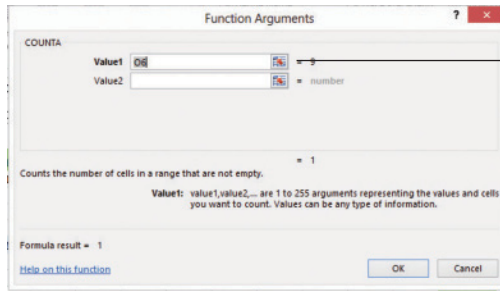 Function Arguments ? ×
COUNTA
Value1 O6 = 9
Value2 = number
= 1
Counts the number of cells in a range that are not empty.
Value1: value1,value2,... are 1 to 255 arguments representing the values and cells
you want to count. Values can be any type of information.
Formula result = 1
Help on this function OK Cancel